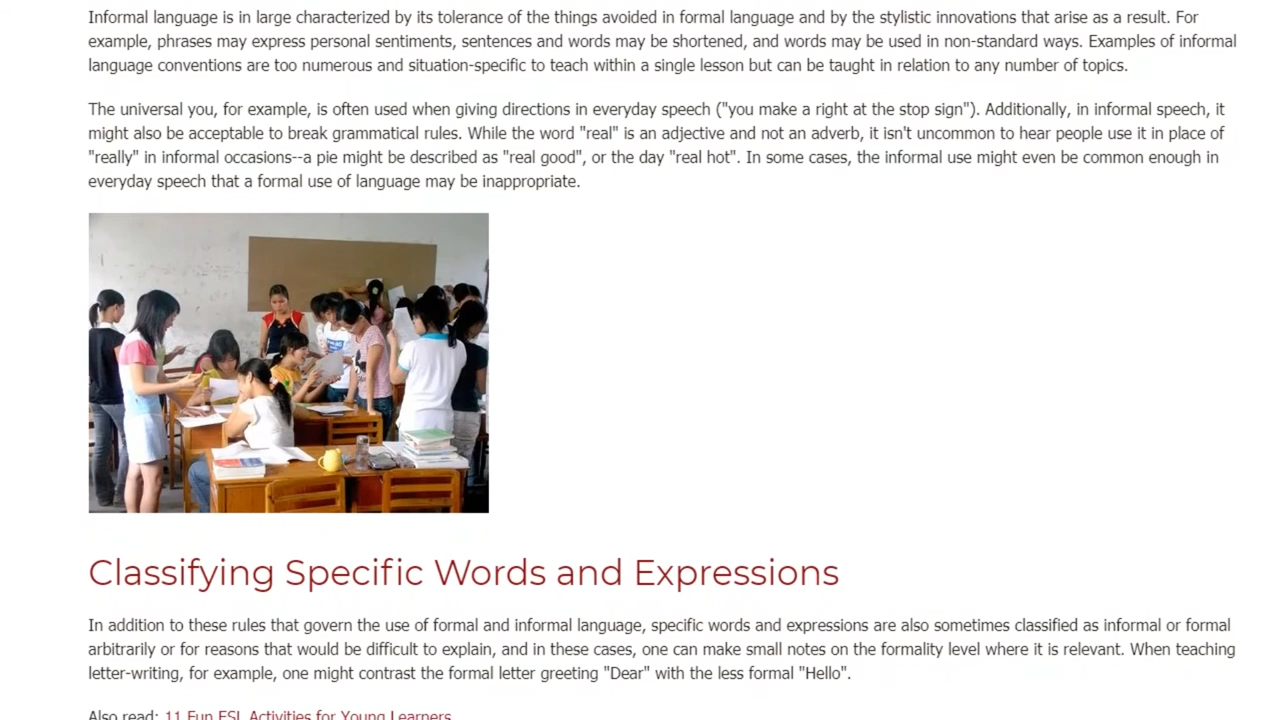 Informal language is in large characterized by its tolerance of the things avoided in formal language and by the stylistic innovations that arise as a result. For
example, phrases may express personal sentiments, sentences and words may be shortened, and words may be used in non-standard ways. Examples of informal
language conventions are too numerous and situation-specific to teach within a single lesson but can be taught in relation to any number of topics.
The universal you, for example, is often used when giving directions in everyday speech ("you make a right at the stop sign"). Additionally, in informal speech, it
might also be acceptable to break grammatical rules. While the word "real" is an adjective and not an adverb, it isn't uncommon to hear people use it in place of
"really" in informal occasions--a pie might be described as "real good", or the day "real hot". In some cases, the informal use might even be common enough in
everyday speech that a formal use of language may be inappropriate.
Classifying Specific Words and Expressions
In addition to these rules that govern the use of formal and informal language, specific words and expressions are also sometimes classified as informal or formal
arbitrarily or for reasons that would be difficult to explain, and in these cases, one can make small notes on the formality level where it is relevant. When teaching
letter-writing, for example, one might contrast the formal letter greeting "Dear" with the less formal "Hello".
Also read: 11 Fun ESL Activities for Young Learners